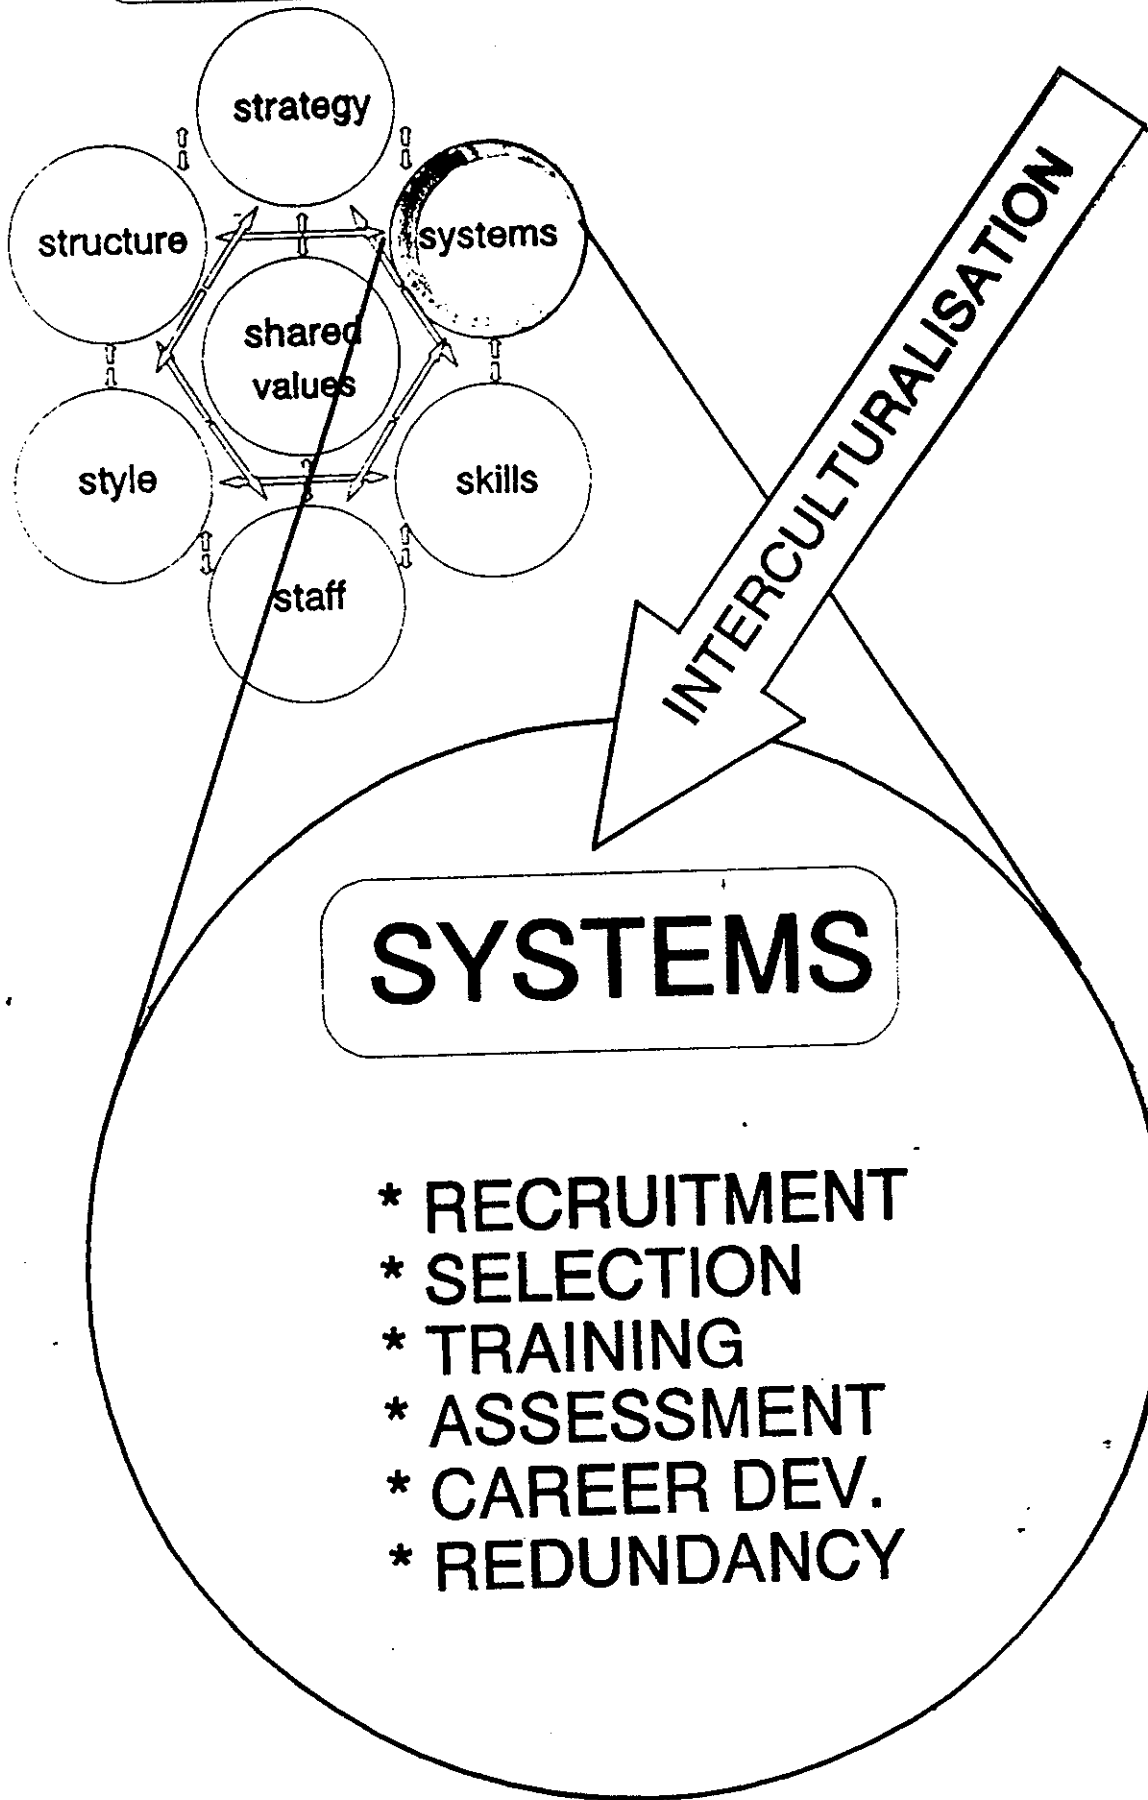 strategy
structure
systems
shared
values
style
skills
staff
INTERCULTURALISATION
SYSTEMS
* RECRUITMENT
* SELECTION
* TRAINING
* ASSESSMENT
* CAREER DEV.
* REDUNDANCY